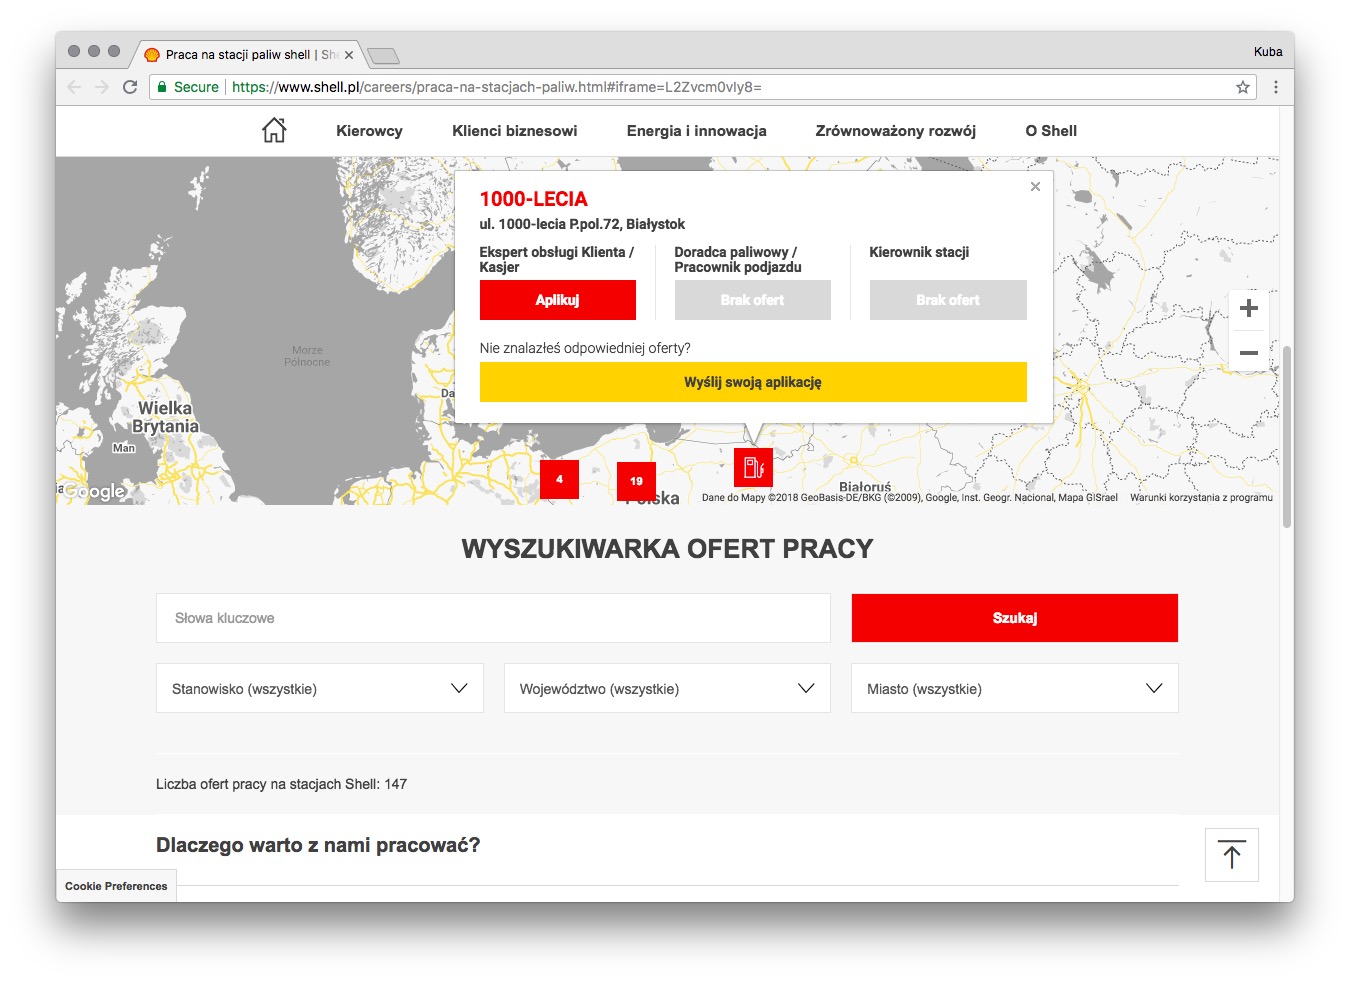 Praca na stacji paliw shell | She
Kuba
Secure
https://www.shell.pl/careers/praca-na-stacjach-paliw.html#iframe=L2Zvcm0vIy8=
Kierowcy
Klienci biznesowi
Energia i innowacja
Zrównoważony rozwój
O Shell
1000-LECIA
ul. 1000-lecia P.pol.72, Białystok
Ekspert obsługi Klienta /
Kasjer
Aplikuj
Doradca paliwowy /
Pracownik podjazdu
Brak ofert
Kierownik stacji
Brak ofert
Nie znalazłeś odpowiedniej oferty?
Wyślij swoją aplikację
Morze
Północne
Wielka
Brytania
Man
Da
4
19
Polska
Białoruś
Google
Dane do Mapy ©2018 GeoBasis-DE/BKG (©2009), Google, Inst. Geogr. Nacional, Mapa GISrael
Warunki korzystania z programu
WYSZUKIWARKA OFERT PRACY
Słowa kluczowe
Szukaj
Stanowisko (wszystkie)
Województwo (wszystkie)
Miasto (wszystkie)
Liczba ofert pracy na stacjach Shell: 147
Dlaczego warto z nami pracować?
Cookie Preferences